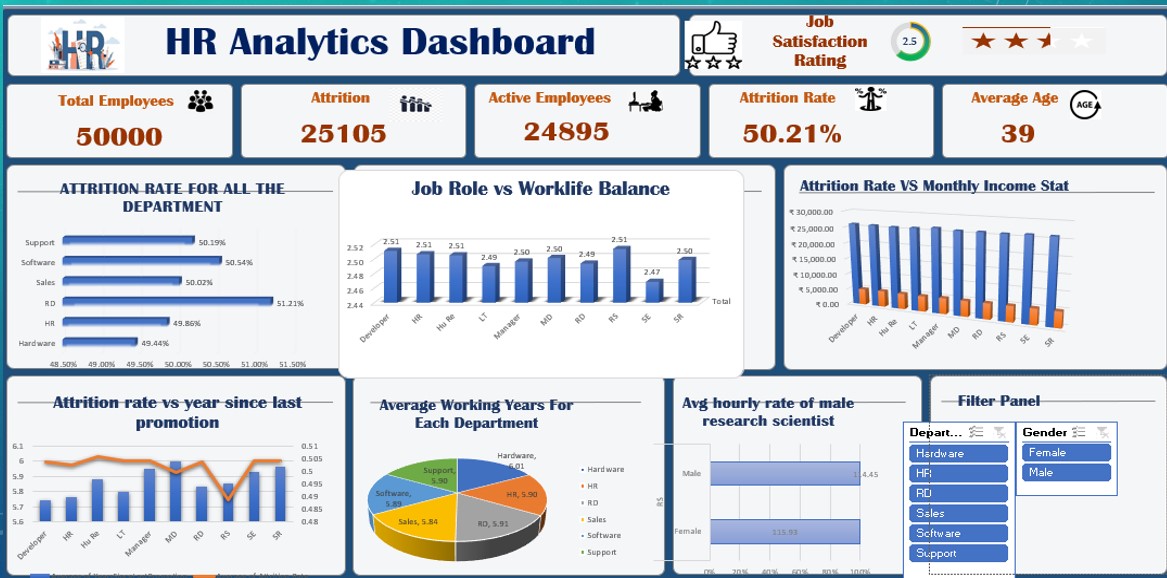 HR
HR Analytics Dashboard
Job
Satisfaction
Rating
2.5
Total Employees
50000
Attrition
25105
Active Employees
24895
Attrition Rate
50.21%
Average Age
AGE
39
ATTRITION RATE FOR ALL THE
DEPARTMENT
Support 50.19%
Software 50.54%
Sales 50.02%
RD 51.21%
HR 49.86%
Hardware 49.44%
48.50% 49.00% 49.50% 50.00% 50.50% 51.00% 51.50%
Job Role vs Worklife Balance
2.52
2.50
2.48
2.46
2.44
2.51 2.51 2.51 2.49 2.50 2.50 2.49 2.51 2.47 2.50
Total
Developer HR Hu Re LT Manager MD RD RS SE SR
Attrition Rate VS Monthly Income Stat
₹ 30,000.00
₹ 25,000.00
₹ 20,000.00
₹ 15,000.00
₹ 10,000.00
₹ 5,000.00
₹ 0.00
Developer HR Hu Re LT Manager MD RD RS SE SR
Attrition rate vs year since last
promotion
6.1
6
5.9
5.8
5.7
5.6
0.51
0.505
0.5
0.495
0.49
0.485
0.48
Developer HR Hu Re LT Manager MD RD RS SE SR
Average Working Years For
Each Department
Hardware,
6.01
HR, 5.90
RD, 5.91
Sales, 5.84
Software,
5.89
Support,
5.90
Hardware
HR
RD
Sales
Software
Support
Avg hourly rate of male
research scientist
RS
Male
Female
115.93
0% 20% 40% 60% 80% 100%
Filter Panel
Depart...
Hardware
HR
RD
Sales
Software
Support
Gender
Female
Male